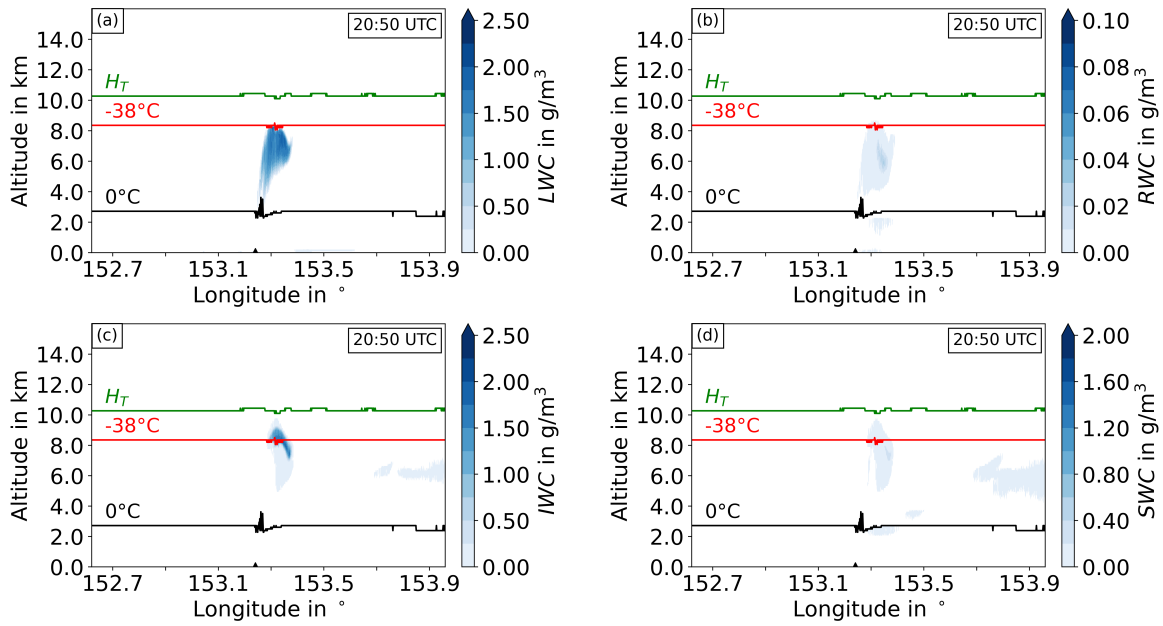 (a)
20:50 UTC
H_T
-38°C
0°C
14.0
12.0
10.0
8.0
6.0
4.0
2.0
0.0
Altitude in km
152.7 153.1 153.5 153.9
Longitude in °
2.50
2.00
1.50
1.00
0.50
0.00
LWC in g/m³
(b)
20:50 UTC
H_T
-38°C
0°C
14.0
12.0
10.0
8.0
6.0
4.0
2.0
0.0
Altitude in km
152.7 153.1 153.5 153.9
Longitude in °
0.10
0.08
0.06
0.04
0.02
0.00
RWC in g/m³
(c)
20:50 UTC
H_T
-38°C
0°C
14.0
12.0
10.0
8.0
6.0
4.0
2.0
0.0
Altitude in km
152.7 153.1 153.5 153.9
Longitude in °
2.50
2.00
1.50
1.00
0.50
0.00
IWC in g/m³
(d)
20:50 UTC
H_T
-38°C
0°C
14.0
12.0
10.0
8.0
6.0
4.0
2.0
0.0
Altitude in km
152.7 153.1 153.5 153.9
Longitude in °
2.00
1.60
1.20
0.80
0.40
0.00
SWC in g/m³